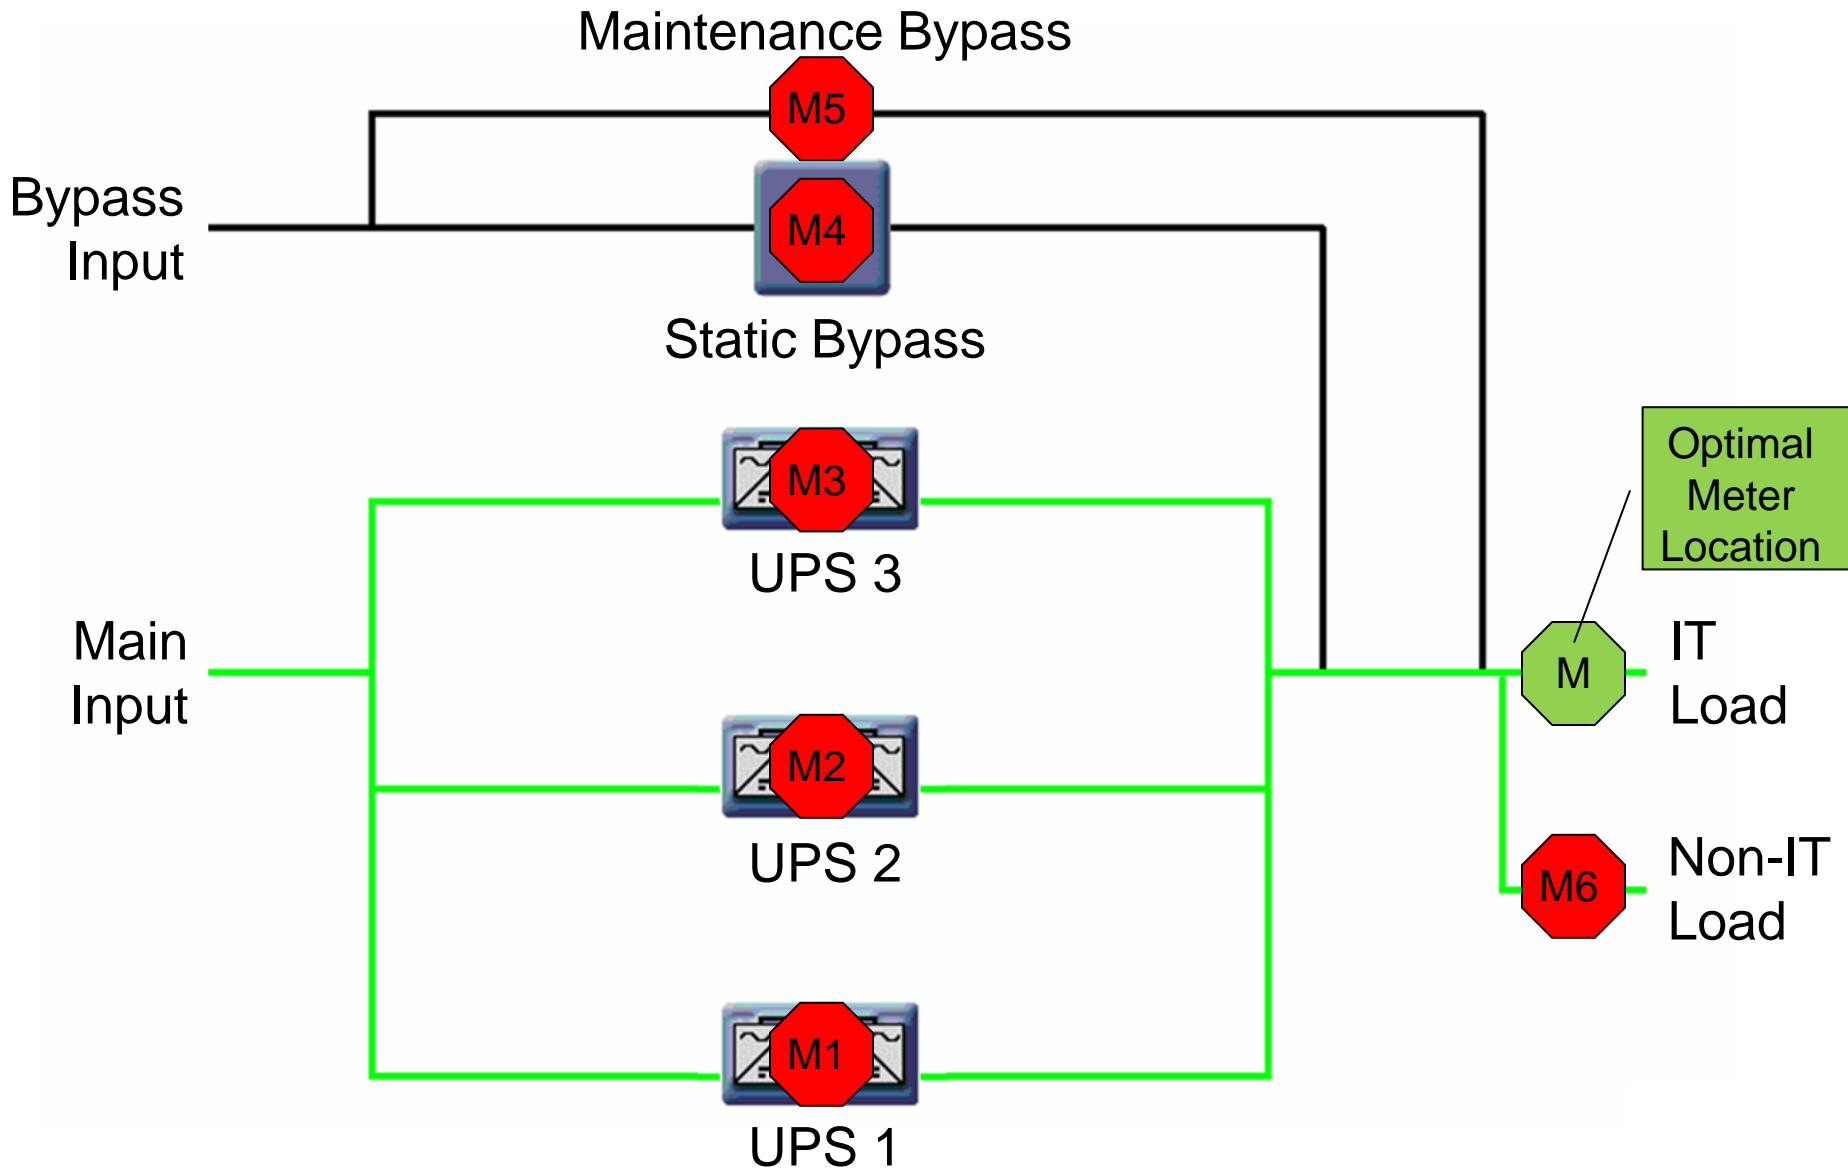 Maintenance Bypass
M5
Bypass
Input
M4
Static Bypass
M3
UPS 3
Optimal
Meter
Location
Main
Input
M
IT
Load
M2
UPS 2
M6
Non-IT
Load
M1
UPS 1